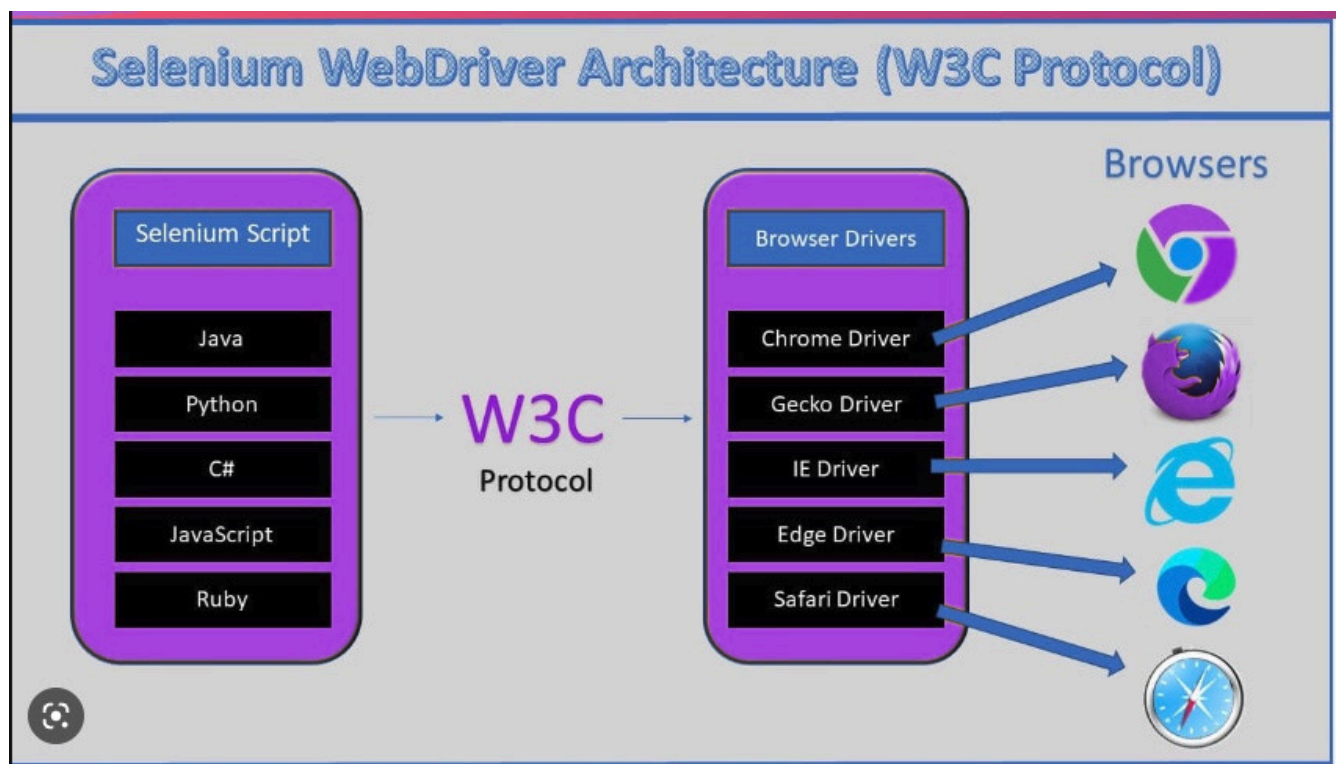 Selenium WebDriver Architecture (W3C Protocol)
Browsers
Selenium Script
Java
Python
C#
JavaScript
Ruby
W3C
Protocol
Browser Drivers
Chrome Driver
Gecko Driver
IE Driver
Edge Driver
Safari Driver